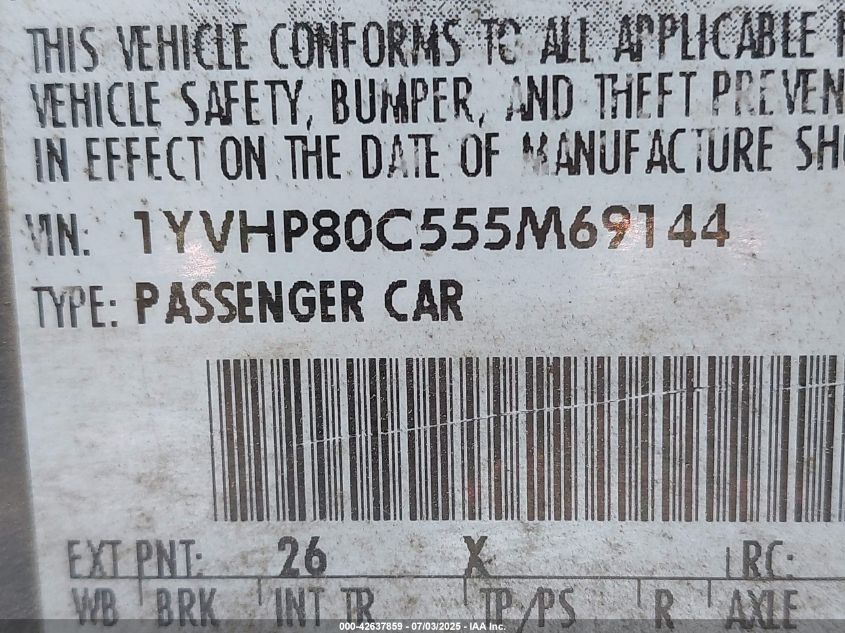 THIS VEHICLE CONFORMS TO ALL APPLICABLE
VEHICLE SAFETY, BUMPER, AND THEFT PREVEN
IN EFFECT ON THE DATE OF MANUFACTURE SH
VIN: 1YVHP80C555M69144
TYPE: PASSENGER CAR
EXT PNT: 26 X RC:
WB BRK INT TR TP/PS R AXLE
000-42637859 - 07/03/2025 - IAA Inc.